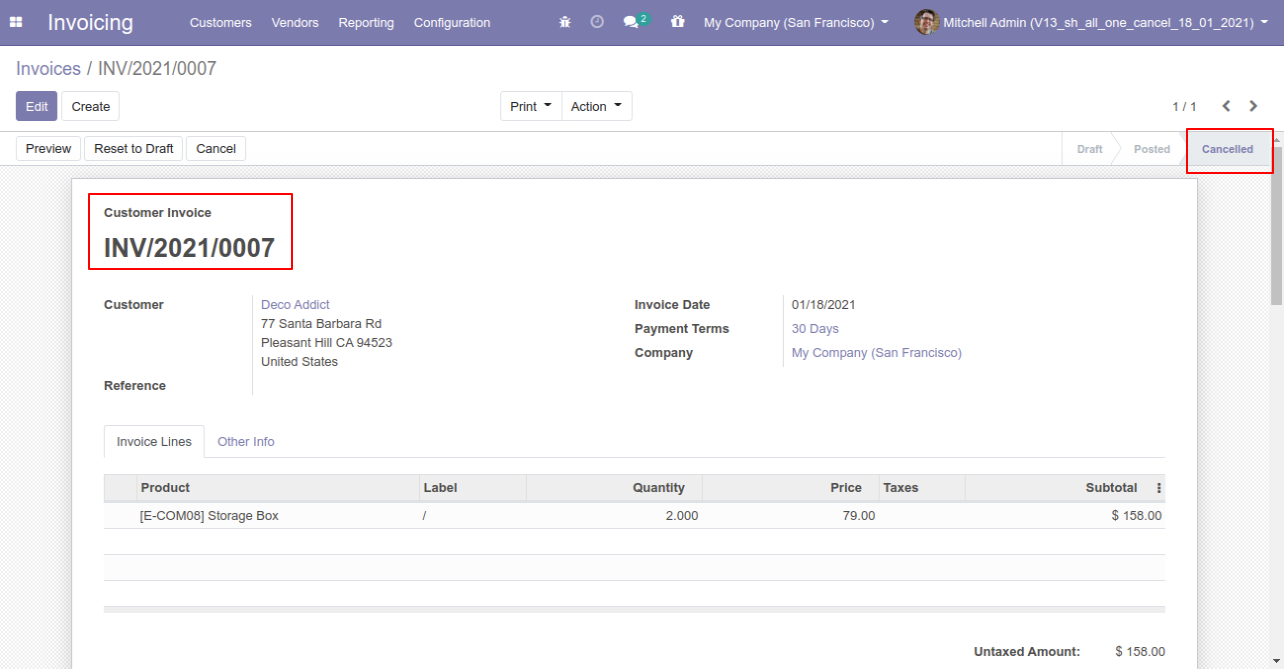 Invoicing Customers Vendors Reporting Configuration 2 My Company (San Francisco) Mitchell Admin (V13_sh_all_one_cancel_18_01_2021)
Invoices / INV/2021/0007
Edit Create Print Action 1 / 1
Preview Reset to Draft Cancel Draft Posted Cancelled
Customer Invoice
INV/2021/0007
Customer Deco Addict Invoice Date 01/18/2021
77 Santa Barbara Rd Payment Terms 30 Days
Pleasant Hill CA 94523 Company My Company (San Francisco)
United States
Reference
Invoice Lines Other Info
Product Label Quantity Price Taxes Subtotal
[E-COM08] Storage Box / 2.000 79.00 $ 158.00
Untaxed Amount: $ 158.00